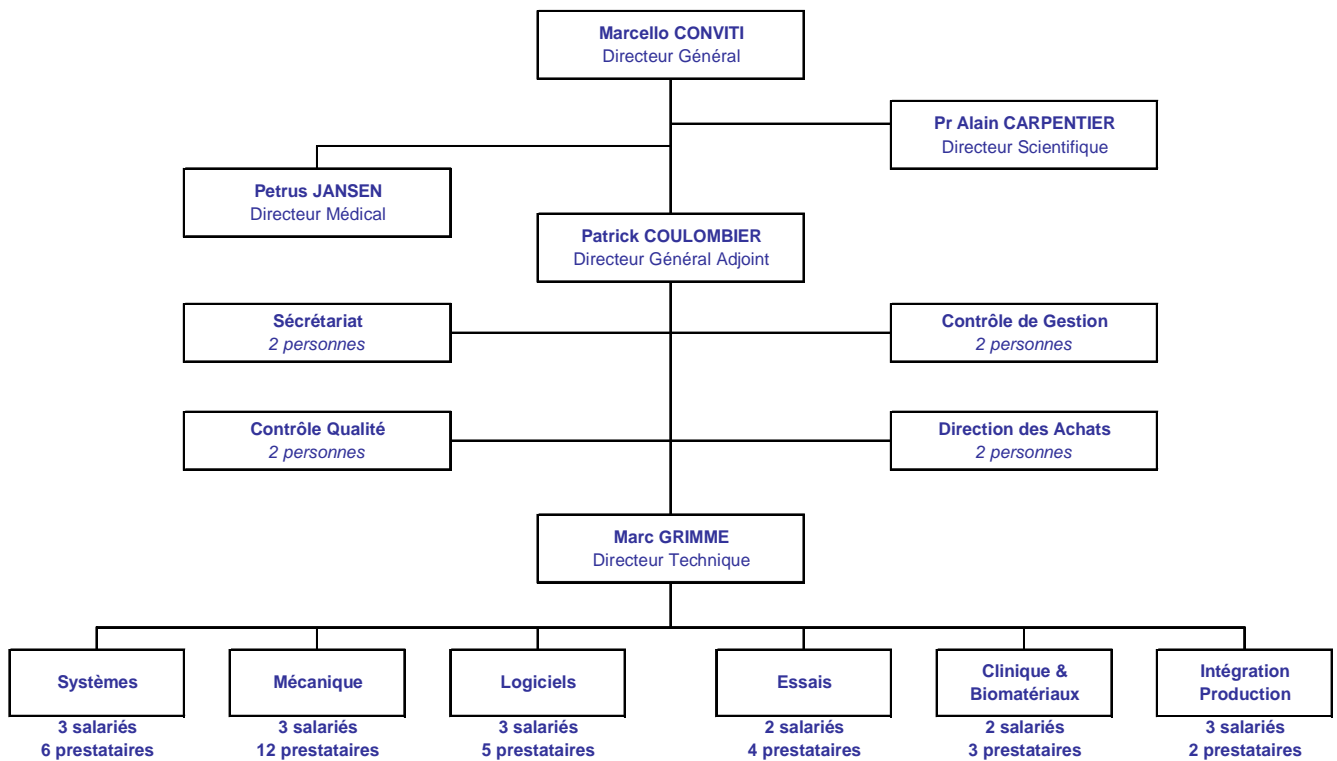 Marcello CONVITI
Directeur Général
Pr Alain CARPENTIER
Directeur Scientifique
Petrus JANSEN
Directeur Médical
Patrick COULOMBIER
Directeur Général Adjoint
Sécrétariat
2 personnes
Contrôle de Gestion
2 personnes
Contrôle Qualité
2 personnes
Direction des Achats
2 personnes
Marc GRIMME
Directeur Technique
Systèmes
3 salariés
6 prestataires
Mécanique
3 salariés
12 prestataires
Logiciels
3 salariés
5 prestataires
Essais
2 salariés
4 prestataires
Clinique &
Biomatériaux
2 salariés
3 prestataires
Intégration
Production
3 salariés
2 prestataires